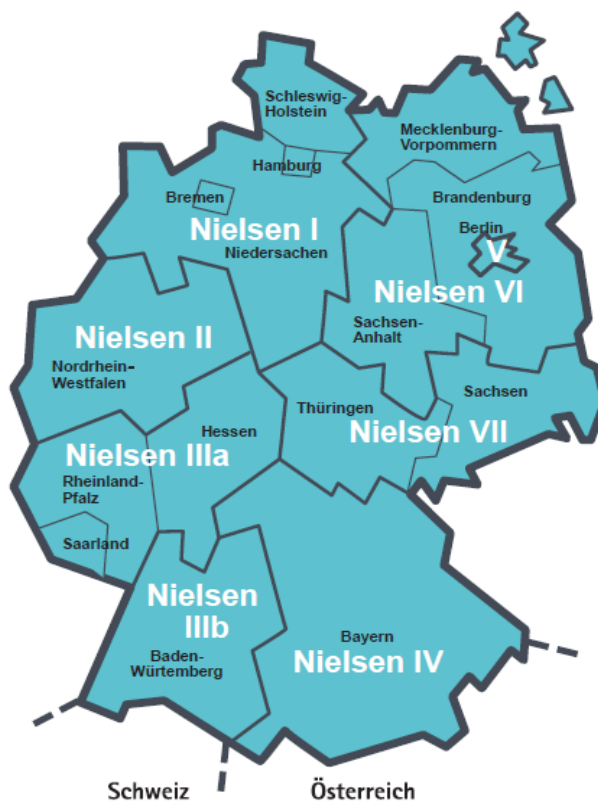 Schleswig-
Holstein
Mecklenburg-
Vorpommern
Hamburg
Bremen
Brandenburg
Nielsen I
Berlin
Niedersachen
V
Nielsen VI
Nielsen II
Sachsen-
Anhalt
Nordrhein-
Westfalen
Sachsen
Thüringen
Hessen
Nielsen VII
Nielsen IIIa
Rheinland-
Pfalz
Saarland
Nielsen
IIIb
Bayern
Nielsen IV
Baden-
Würtemberg
Schweiz
Österreich